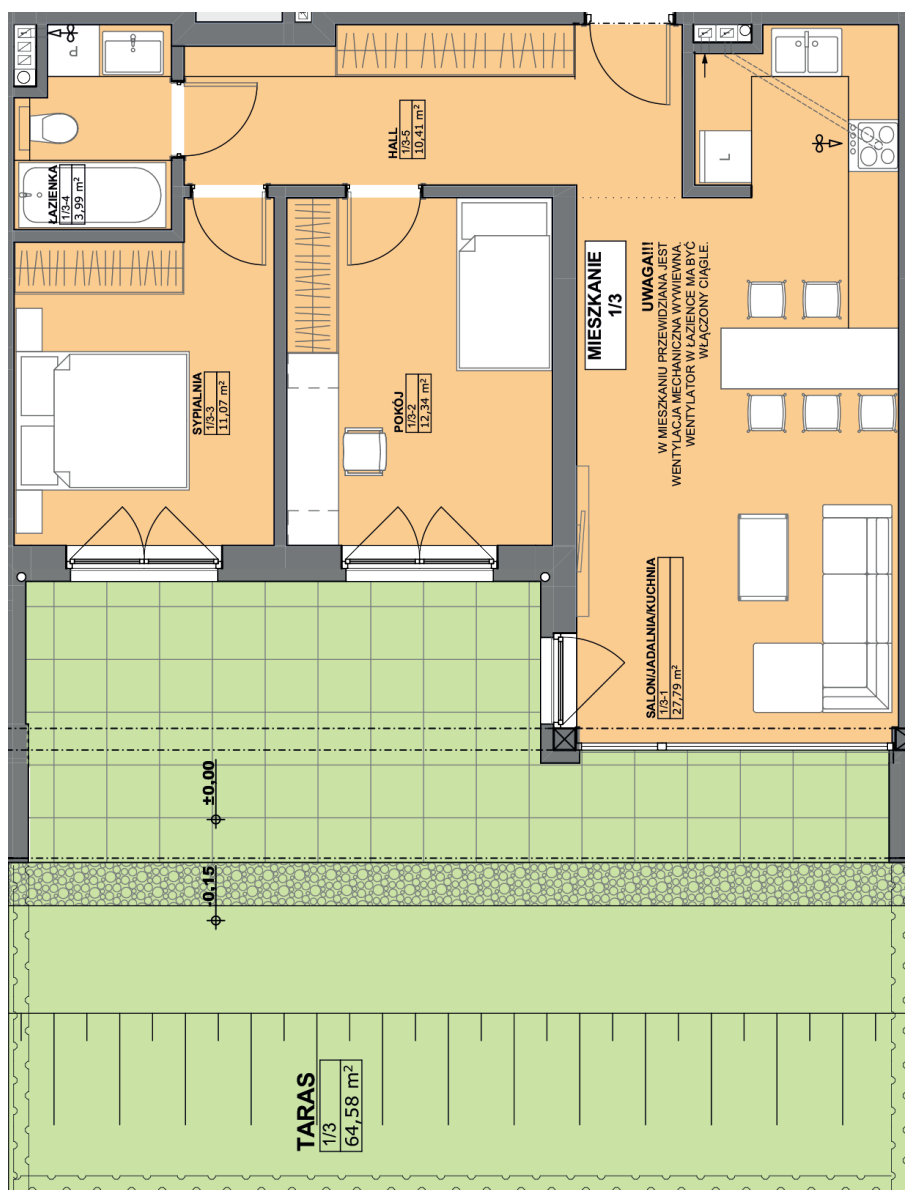 P
HALL
1/3-5
10,41 m²
L
ŁAZIENKA
1/3-4
3,99 m²
MIESZKANIE
1/3
UWAGA!!!
W MIESZKANIU PRZEWIDZIANA JEST
WENTYLACJA MECHANICZNA WYWIEWNA.
WENTYLATOR W ŁAZIENCE MA BYĆ
WŁĄCZONY CIĄGLE.
SYPIALNIA
1/3-3
11,07 m²
POKÓJ
1/3-2
12,34 m²
SALON/JADALNIA/KUCHNIA
1/3-1
27,79 m²
±0,00
-0,15
TARAS
1/3
64,58 m²